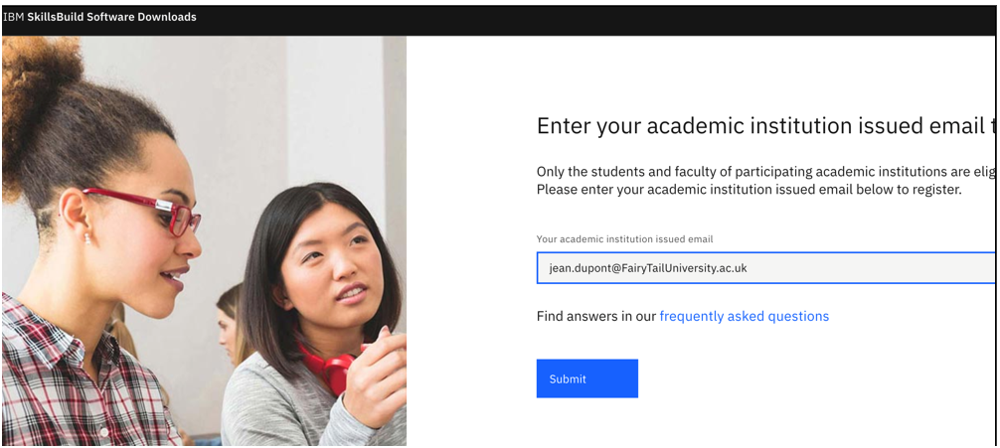 IBM SkillsBuild Software Downloads
Enter your academic institution issued email t
Only the students and faculty of participating academic institutions are elig
Please enter your academic institution issued email below to register.
Your academic institution issued email
jean.dupont@FairyTailUniversity.ac.uk
Find answers in our frequently asked questions
Submit